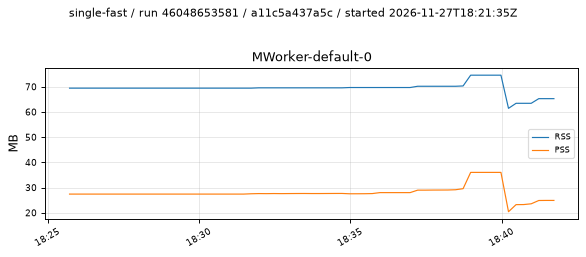 single-fast / run 46048653581 / a11c5a437a5c / started 2026-11-27T18:21:35Z
MWorker-default-0
MB
70
60
50
40
30
20
RSS
PSS
18:25
18:30
18:35
18:40